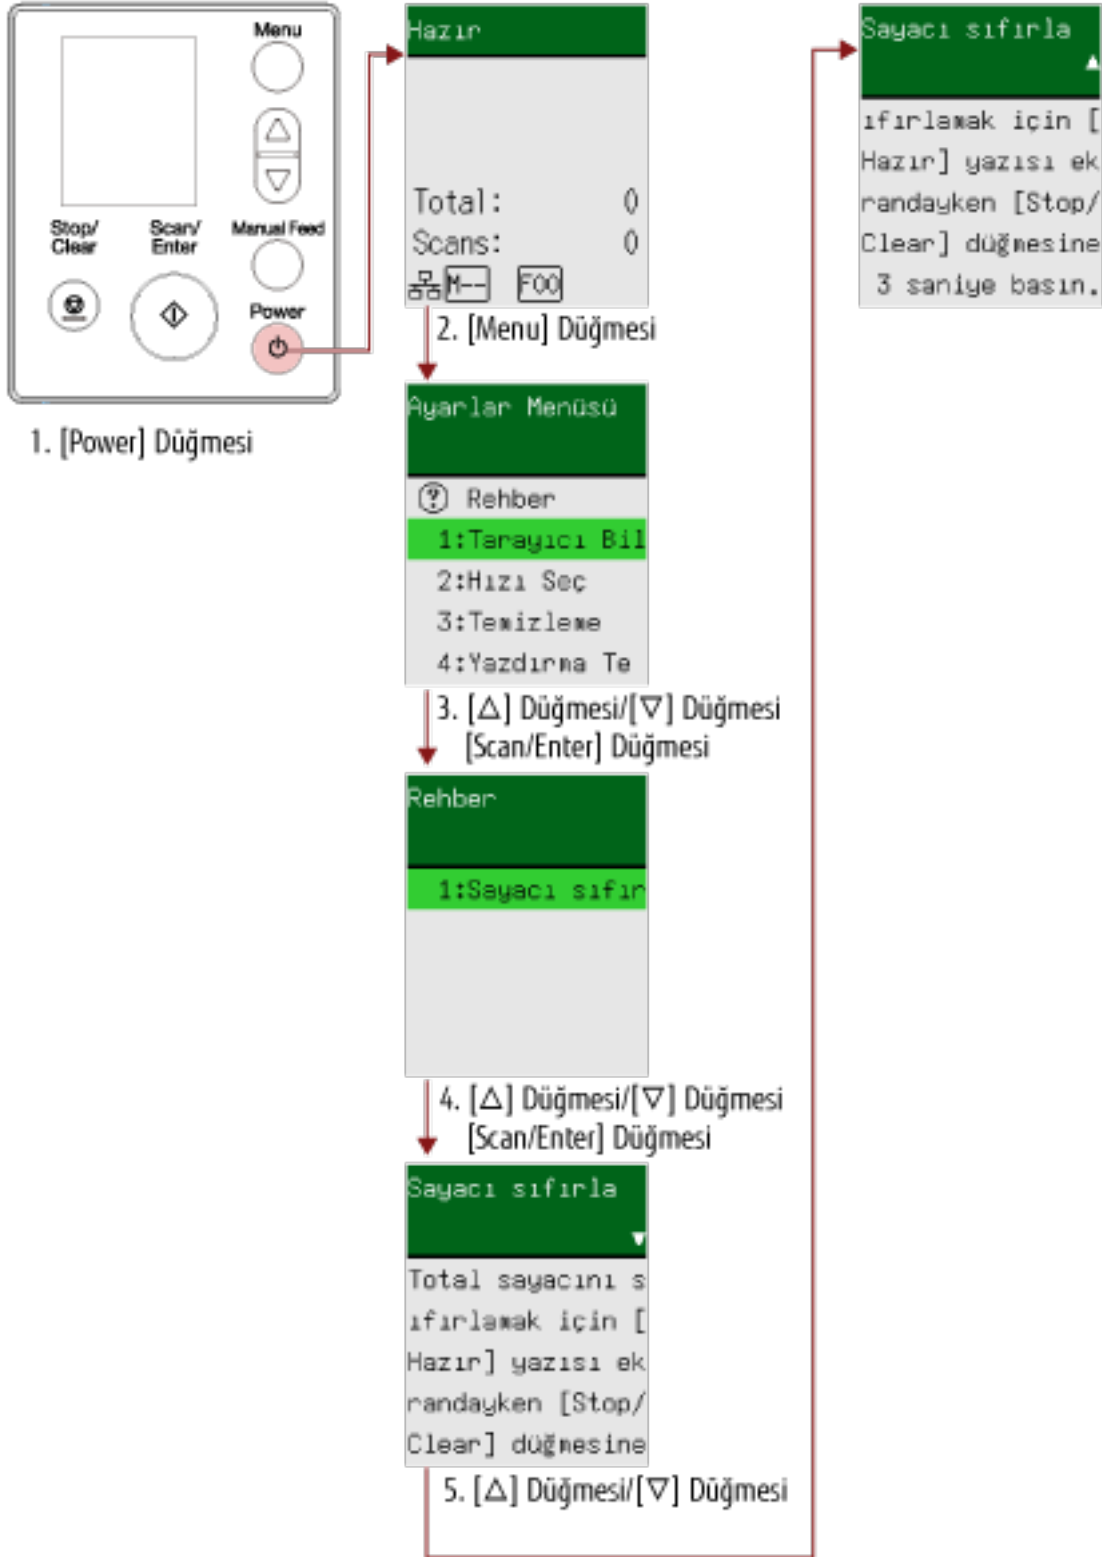 Menu
Stop/
Clear
Scan/
Enter
Manual Feed
Power
1. [Power] Düğmesi
Hazır
Total: 0
Scans: 0
M-- F00
2. [Menu] Düğmesi
Ayarlar Menüsü
? Rehber
1:Tarayıcı Bil
2:Hızı Seç
3:Temizleme
4:Yazdırma Te
3. [△] Düğmesi/[▽] Düğmesi
[Scan/Enter] Düğmesi
Rehber
1:Sayacı sıfır
4. [△] Düğmesi/[▽] Düğmesi
[Scan/Enter] Düğmesi
Sayacı sıfırla
▼
Total sayacını s
ıfırlamak için [
Hazır] yazısı ek
randayken [Stop/
Clear] düğmesine
5. [△] Düğmesi/[▽] Düğmesi
Sayacı sıfırla
▲
ıfırlamak için [
Hazır] yazısı ek
randayken [Stop/
Clear] düğmesine
3 saniye basın.